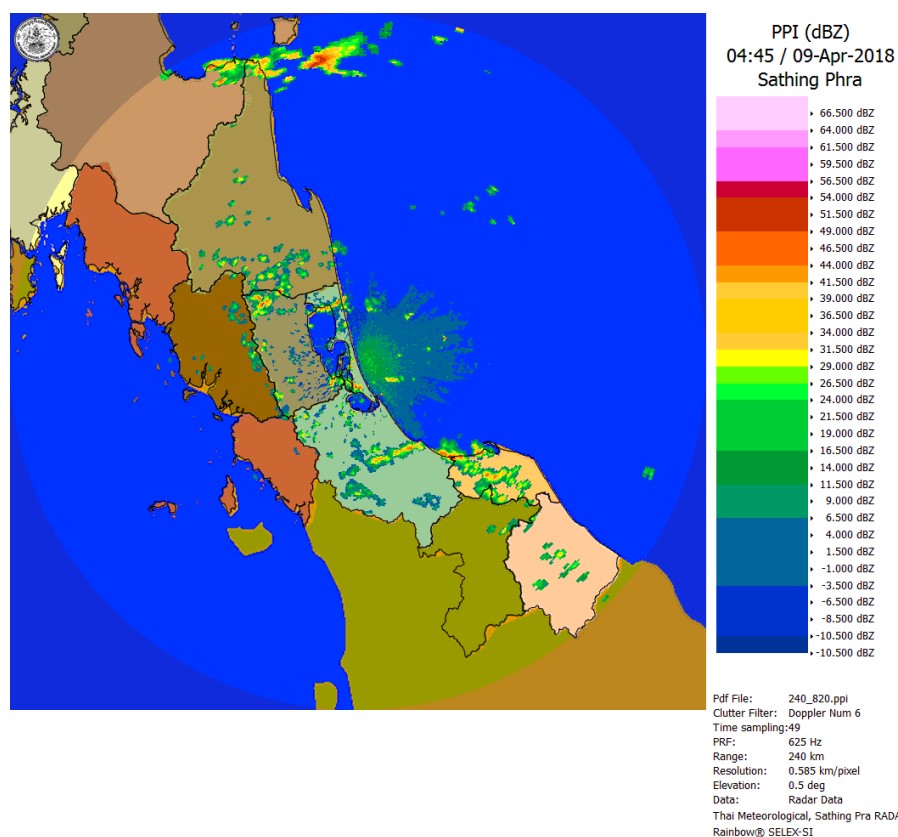 PPI (dBZ)
04:45 / 09-Apr-2018
Sathing Phra
66.500 dBZ
64.000 dBZ
61.500 dBZ
59.500 dBZ
56.500 dBZ
54.000 dBZ
51.500 dBZ
49.000 dBZ
46.500 dBZ
44.000 dBZ
41.500 dBZ
39.000 dBZ
36.500 dBZ
34.000 dBZ
31.500 dBZ
29.000 dBZ
26.500 dBZ
24.000 dBZ
21.500 dBZ
19.000 dBZ
16.500 dBZ
14.000 dBZ
11.500 dBZ
9.000 dBZ
6.500 dBZ
4.000 dBZ
1.500 dBZ
-1.000 dBZ
-3.500 dBZ
-6.500 dBZ
-8.500 dBZ
-10.500 dBZ
-10.500 dBZ
Pdf File: 240_820.ppi
Clutter Filter: Doppler Num 6
Time sampling:49
PRF: 625 Hz
Range: 240 km
Resolution: 0.585 km/pixel
Elevation: 0.5 deg
Data: Radar Data
Thai Meteorological, Sathing Pra RADA
Rainbow® SELEX-SI